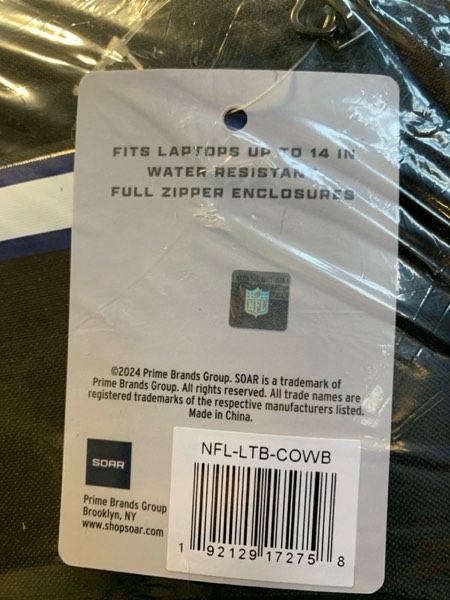 FITS LAPTOPS UP TO 14 IN
WATER RESISTANT
FULL ZIPPER ENCLOSURES
NFL
©2024 Prime Brands Group. SOAR is a trademark of
Prime Brands Group. All rights reserved. All trade names are
registered trademarks of the respective manufacturers listed.
Made in China.
SOAR
Prime Brands Group
Brooklyn, NY
www.shopsoar.com
NFL-LTB-COWB
1 92129 17275 8